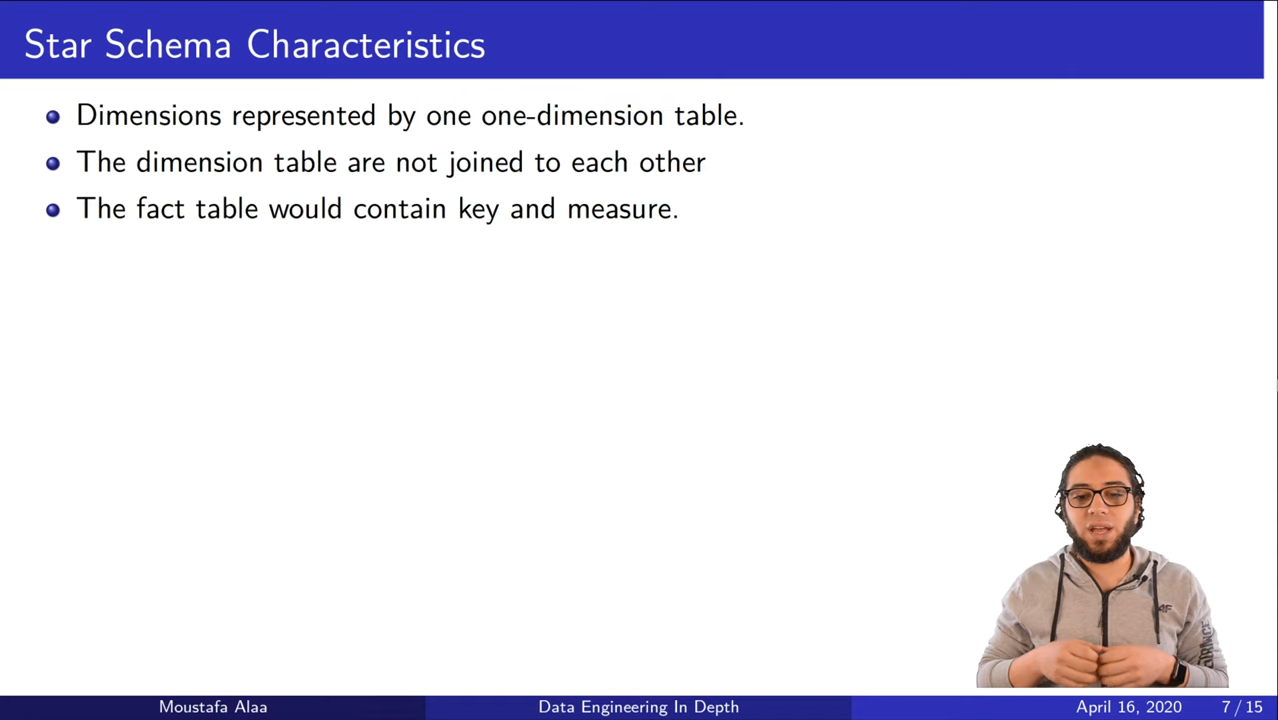 Star Schema Characteristics
Dimensions represented by one one-dimension table.
The dimension table are not joined to each other
The fact table would contain key and measure.
Moustafa Alaa
Data Engineering In Depth
April 16, 2020
7 / 15